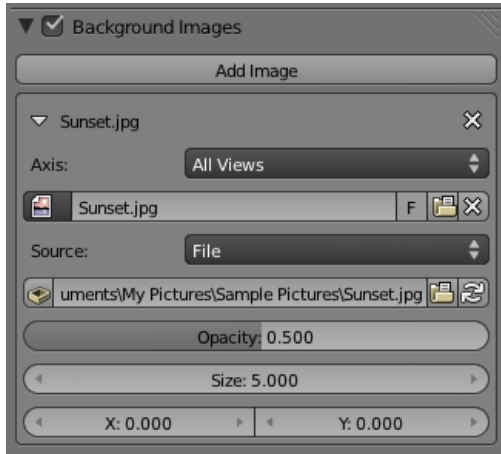 Background Images
Add Image
Sunset.jpg
Axis: All Views
Sunset.jpg F
Source: File
uments\My Pictures\Sample Pictures\Sunset.jpg
Opacity: 0.500
Size: 5.000
X: 0.000 Y: 0.000